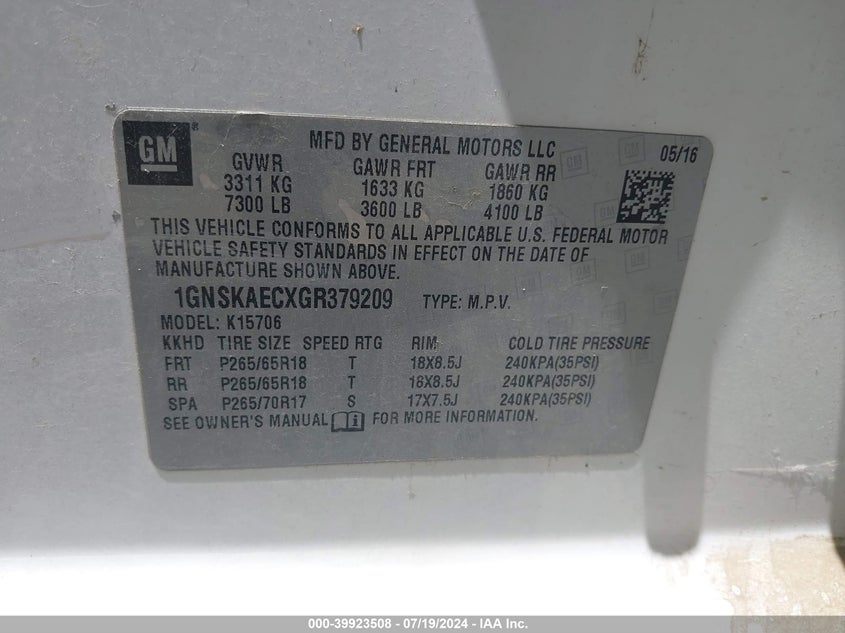 GM ® MFD BY GENERAL MOTORS LLC 05/16
GVWR GAWR FRT GAWR RR
3311 KG 1633 KG 1860 KG
7300 LB 3600 LB 4100 LB
THIS VEHICLE CONFORMS TO ALL APPLICABLE U.S. FEDERAL MOTOR
VEHICLE SAFETY STANDARDS IN EFFECT ON THE DATE OF
MANUFACTURE SHOWN ABOVE.
1GNSKAECXGR379209 TYPE: M.P.V.
MODEL: K15706
KKHD TIRE SIZE SPEED RTG RIM COLD TIRE PRESSURE
FRT P265/65R18 T 18X8.5J 240KPA(35PSI)
RR P265/65R18 T 18X8.5J 240KPA(35PSI)
SPA P265/70R17 S 17X7.5J 240KPA(35PSI)
SEE OWNER'S MANUAL FOR MORE INFORMATION.
000-39923508 - 07/19/2024 - IAA Inc.